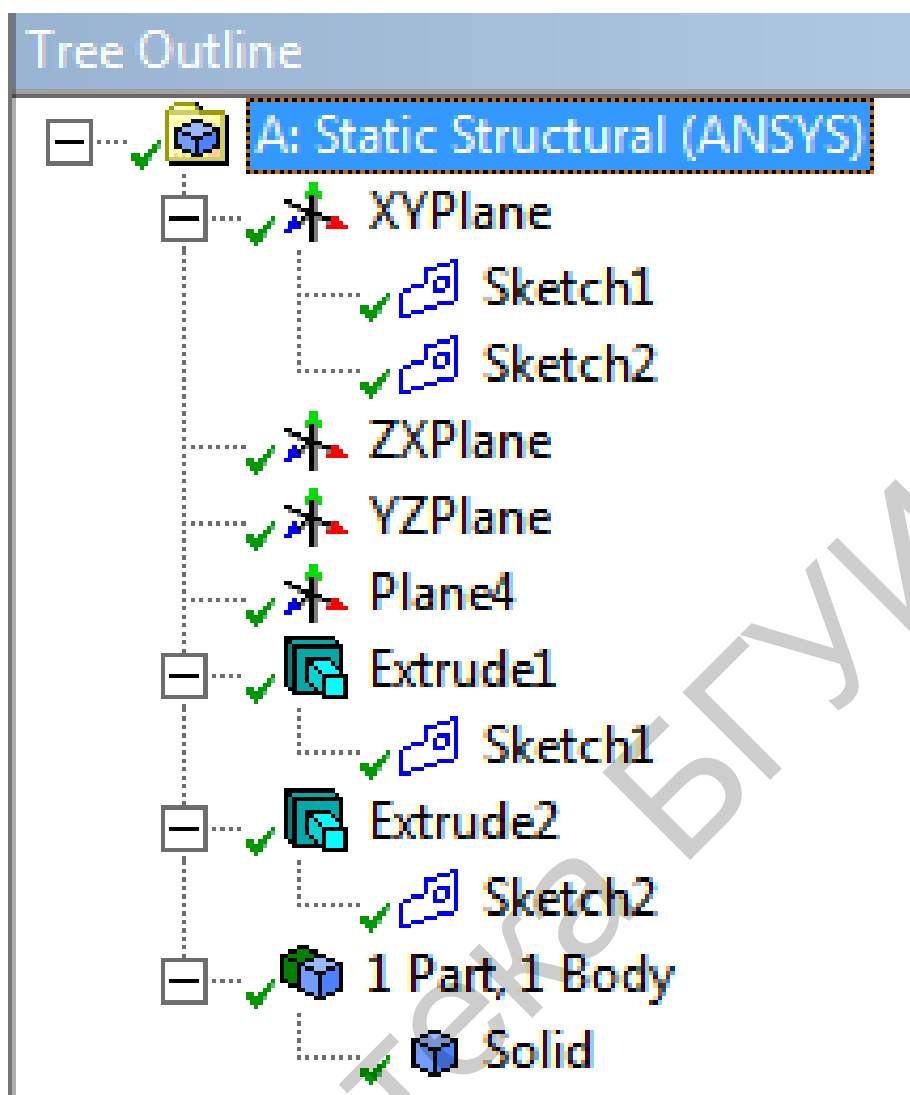 Tree Outline
A: Static Structural (ANSYS)
XYPlane
Sketch1
Sketch2
ZXPlane
YZPlane
Plane4
Extrude1
Sketch1
Extrude2
Sketch2
1 Part, 1 Body
Solid